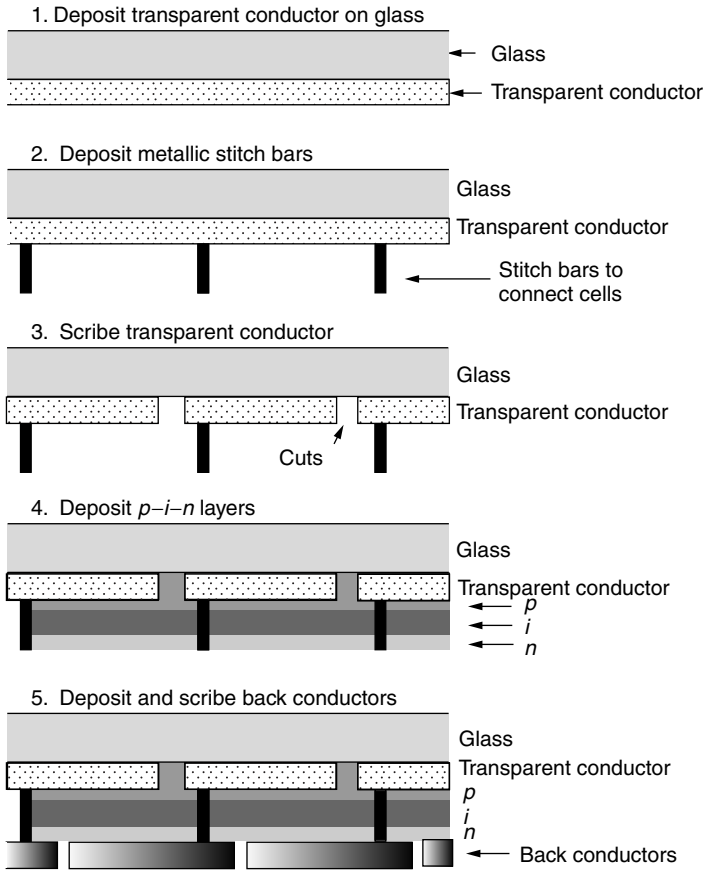 1. Deposit transparent conductor on glass
Glass
Transparent conductor
2. Deposit metallic stitch bars
Glass
Transparent conductor
Stitch bars to
connect cells
3. Scribe transparent conductor
Glass
Transparent conductor
Cuts
4. Deposit p–i–n layers
Glass
Transparent conductor
p
i
n
5. Deposit and scribe back conductors
Glass
Transparent conductor
p
i
n
Back conductors